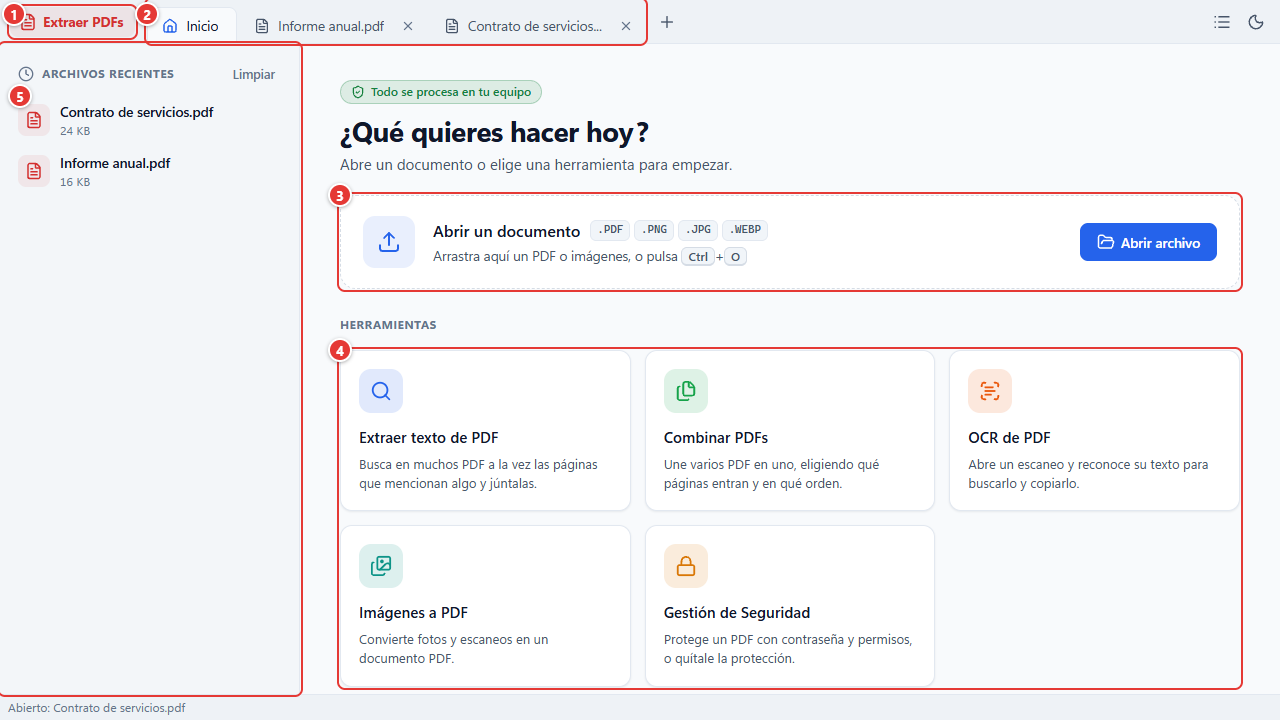 1 Extraer PDFs
2 Inicio
Informe anual.pdf
Contrato de servicios...
ARCHIVOS RECIENTES
Limpiar
5
Contrato de servicios.pdf
24 KB
Informe anual.pdf
16 KB
Todo se procesa en tu equipo
¿Qué quieres hacer hoy?
Abre un documento o elige una herramienta para empezar.
3
Abrir un documento .PDF .PNG .JPG .WEBP
Arrastra aquí un PDF o imágenes, o pulsa Ctrl+O
Abrir archivo
HERRAMIENTAS
4
Extraer texto de PDF
Busca en muchos PDF a la vez las páginas
que mencionan algo y júntalas.
Combinar PDFs
Une varios PDF en uno, eligiendo qué
páginas entran y en qué orden.
OCR de PDF
Abre un escaneo y reconoce su texto para
buscarlo y copiarlo.
Imágenes a PDF
Convierte fotos y escaneos en un
documento PDF.
Gestión de Seguridad
Protege un PDF con contraseña y permisos,
o quítale la protección.
Abierto: Contrato de servicios.pdf